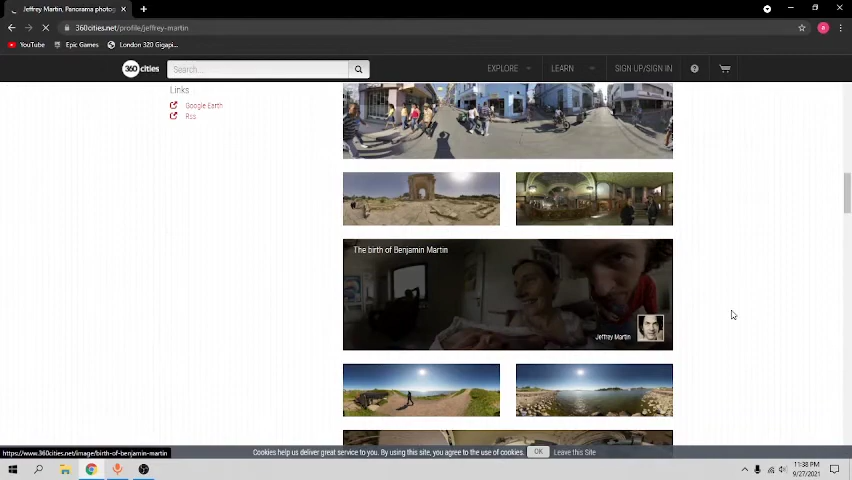 Jeffrey Martin, Panorama photog
360cities.net/profile/jeffrey-martin
a
YouTube
Epic Games
London 320 Gigapi...
360 cities
Search...
EXPLORE
LEARN
SIGN UP/SIGN IN
Links
Google Earth
Rss
The birth of Benjamin Martin
Jeffrey Martin
https://www.360cities.net/image/birth-of-benjamin-martin
Cookies help us deliver great service to you. By using this site, you agree to the use of cookies.
OK
Leave this Site
11:38 PM
9/27/2021